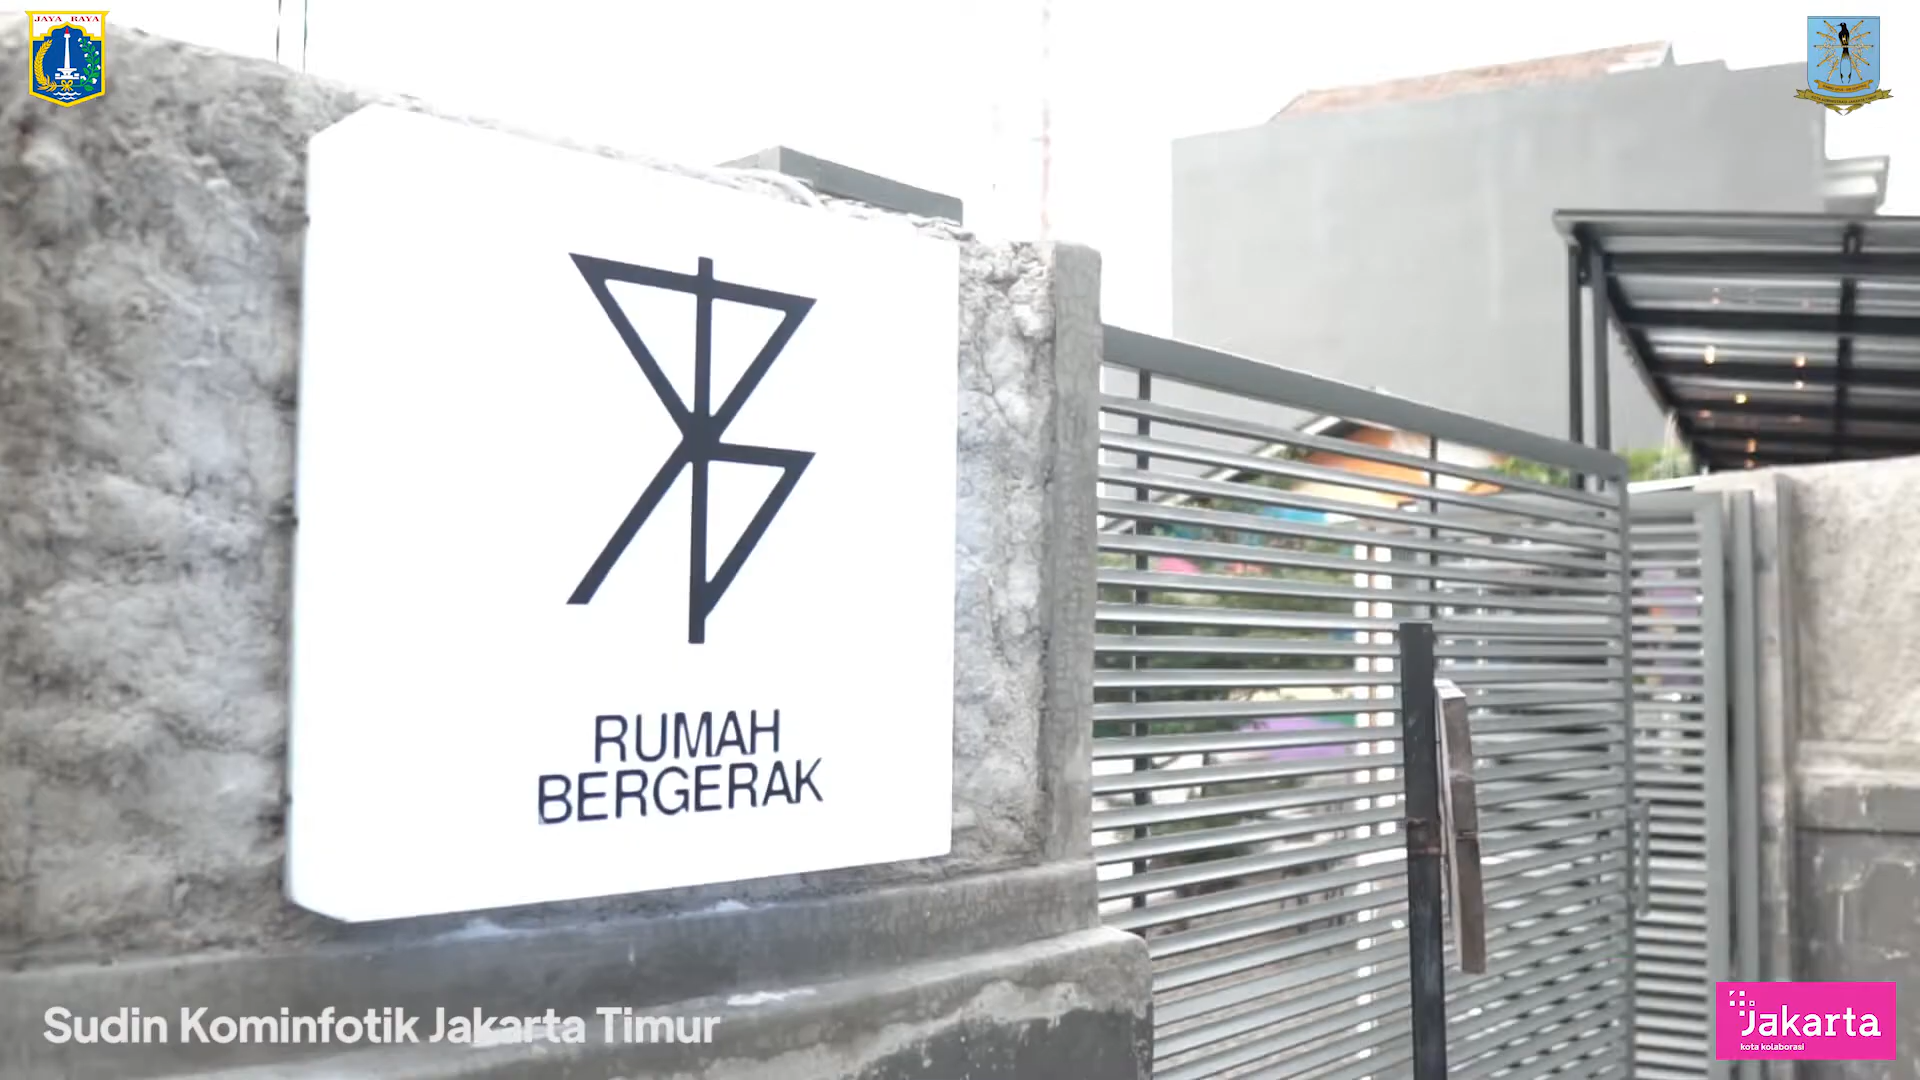 JAYA RAYA
RUMAH
BERGERAK
Sudin Kominfotik Jakarta Timur
Jakarta
kota kolaborasi